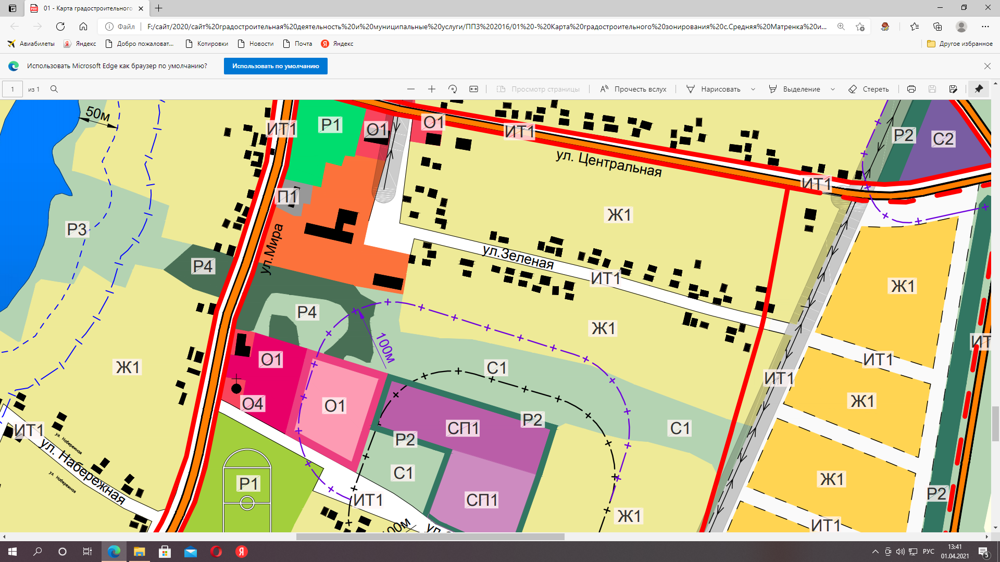 01 - Карта градостроительного
Файл
F:/сайт/2020/сайт%20градостроительная%20деятельность%20и%20муниципальные%20услуги/ППЗ%202016/01%20-%20Карта%20градостроительного%20зонирования%20с.Средняя%20Матренка%20и...
Авиабилеты
Яндекс
Добро пожаловат...
Котировки
Новости
Почта
Яндекс
Другое избранное
Использовать Microsoft Edge как браузер по умолчанию?
Использовать по умолчанию
1 из 1
Просмотр страницы
Прочесть вслух
Нарисовать
Выделение
Стереть
50м
ИТ1
Р1
О1
О1
ИТ1
Р2
С2
ул. Центральная
ИТ1
П1
Ж1
Р3
ул.Мира
ул.Зеленая
Р4
ИТ1
Ж1
Р4
Ж1
100м
ИТ
О1
ИТ1
Ж1
С1
ИТ1
О4
О1
Ж1
Р2
СП1
С1
ИТ1
ул. Набережная
ул. Набережная
Р2
ул. Набережная
С1
Р1
Ж1
Р2
ИТ1
СП1
Ж1
ИТ1
00м
РУС
13:41
01.04.2021
5